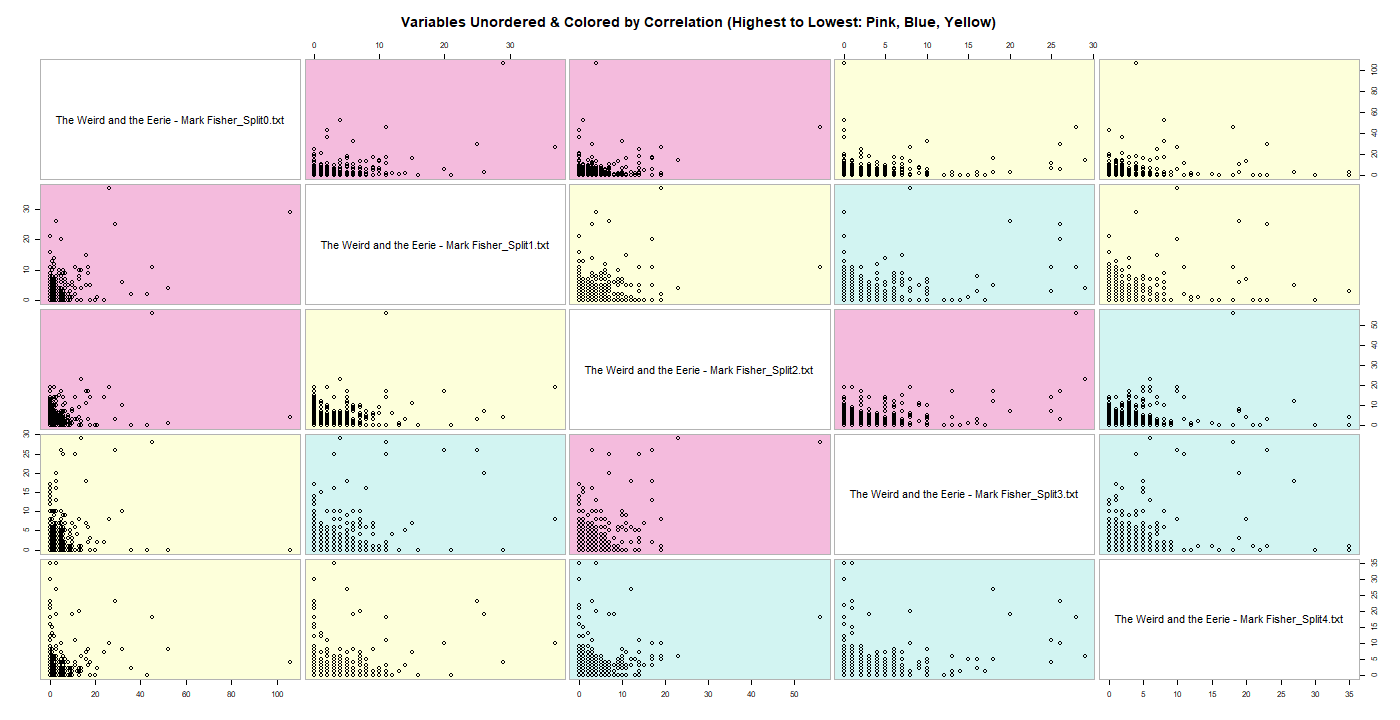 Variables Unordered & Colored by Correlation (Highest to Lowest: Pink, Blue, Yellow)
0 10 20 30 0 5 10 15 20 25 30
The Weird and the Eerie - Mark Fisher_Split0.txt
0 20 40 60 80 100
0 10 20 30
The Weird and the Eerie - Mark Fisher_Split1.txt
The Weird and the Eerie - Mark Fisher_Split2.txt
0 10 20 30 40 50
0 5 10 15 20 25 30
The Weird and the Eerie - Mark Fisher_Split3.txt
The Weird and the Eerie - Mark Fisher_Split4.txt
0 5 10 15 20 25 30 35
0 20 40 60 80 100 0 10 20 30 40 50 0 5 10 15 20 25 30 35